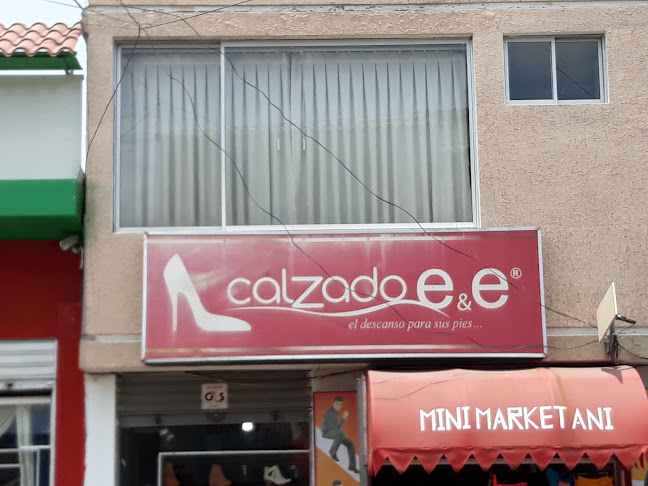 calzado e&e®
el descanso para sus pies...
MINI MARKET ANI